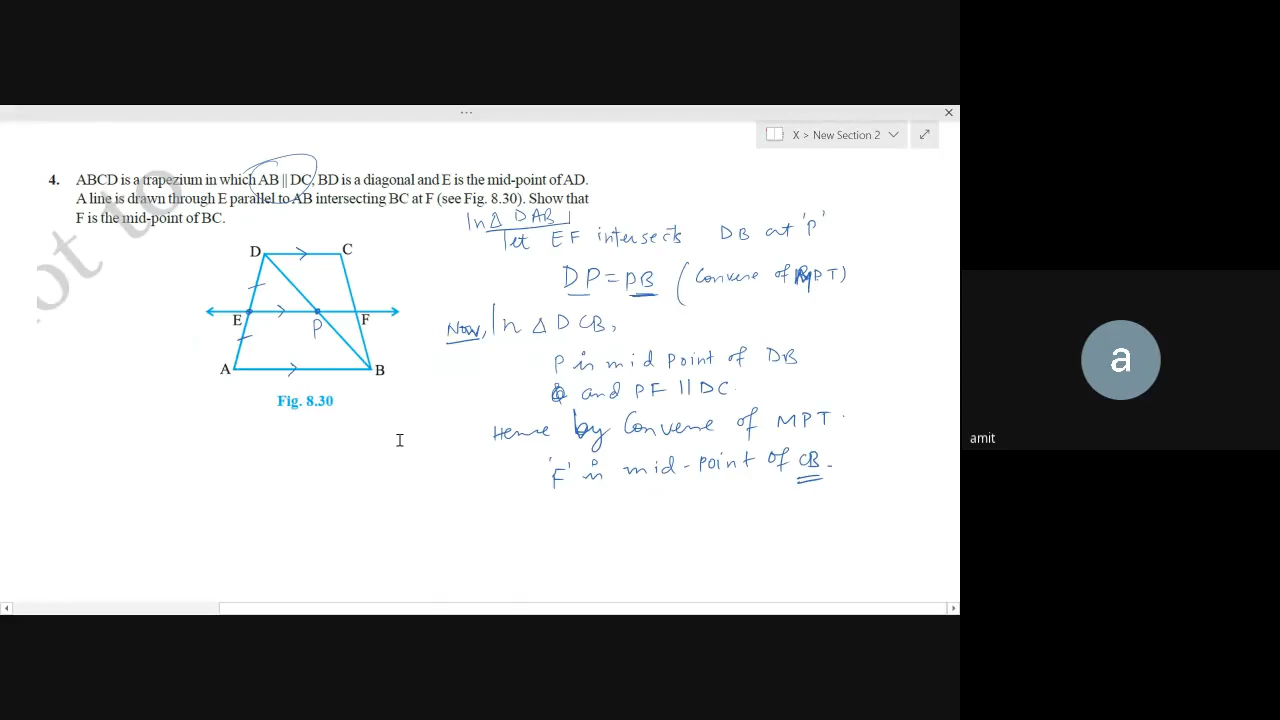 X > New Section 2
4. ABCD is a trapezium in which AB || DC, BD is a diagonal and E is the mid-point of AD.
A line is drawn through E parallel to AB intersecting BC at F (see Fig. 8.30). Show that
F is the mid-point of BC.
In Δ DAB
let EF intersects DB at 'P'
DP = PB (Converse of MPT)
Now, In Δ DCB,
P is mid point of DB
and PF || DC.
Hence by Converse of MPT.
'F' is mid-point of CB.
D C
E P F
A B
Fig. 8.30
not to
a
amit